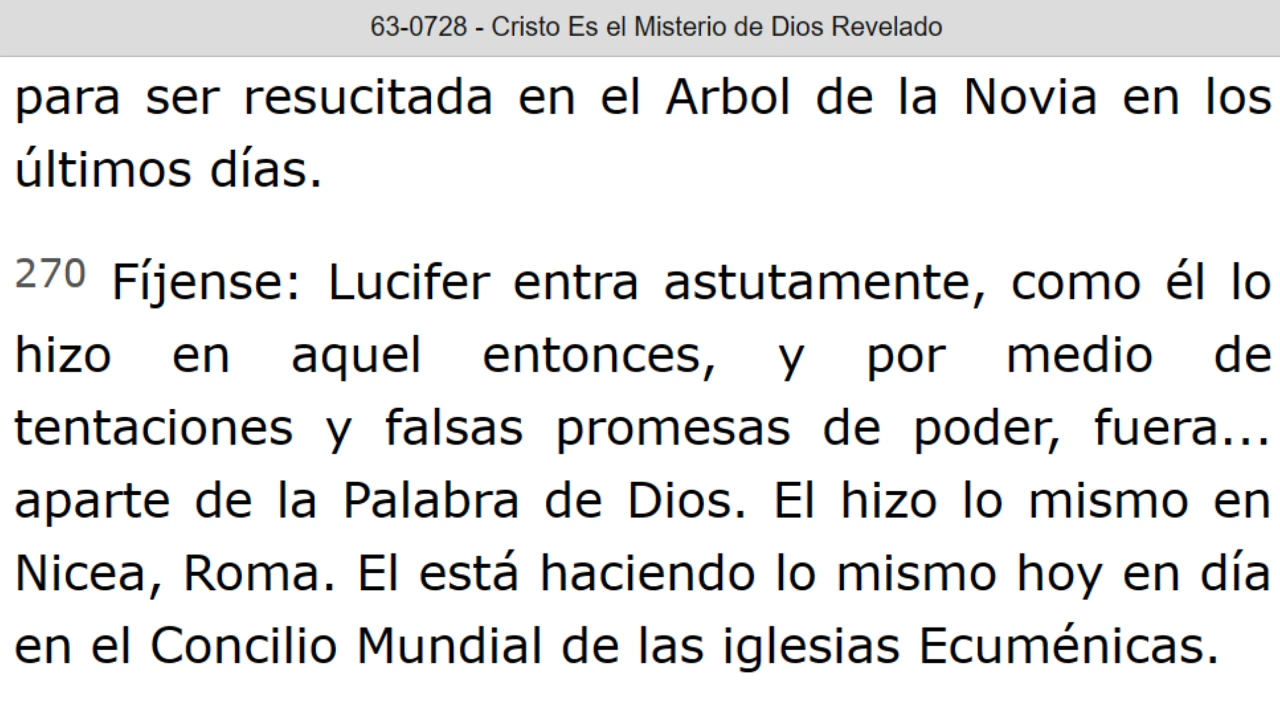 63-0728 - Cristo Es el Misterio de Dios Revelado
para ser resucitada en el Arbol de la Novia en los
últimos días.
270 Fíjense: Lucifer entra astutamente, como él lo
hizo en aquel entonces, y por medio de
tentaciones y falsas promesas de poder, fuera...
aparte de la Palabra de Dios. El hizo lo mismo en
Nicea, Roma. El está haciendo lo mismo hoy en día
en el Concilio Mundial de las iglesias Ecuménicas.